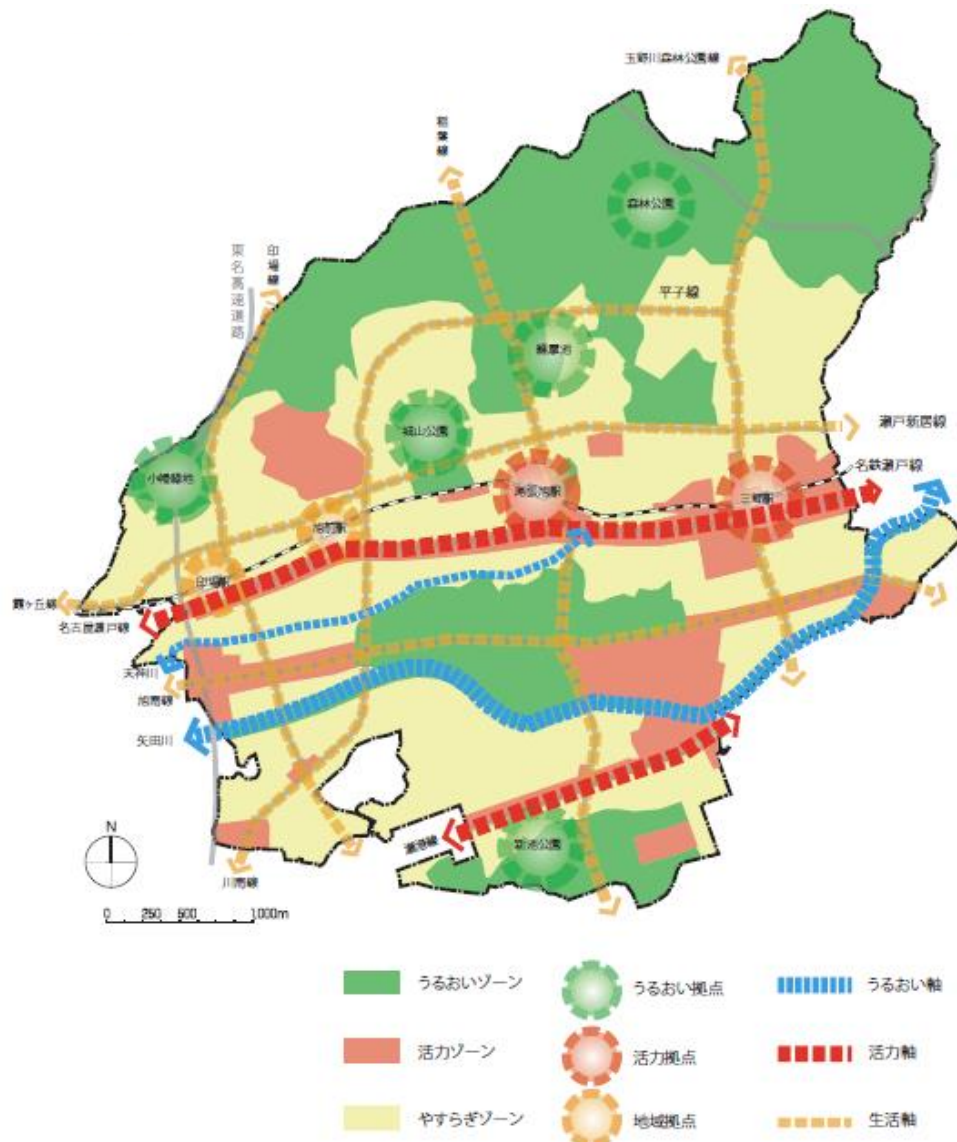 玉野川森林公園線
稲葉線
森林公園
東名高速道路
印場線
平子線
維摩池
城山公園
瀬戸新居線
小幡緑地
尾張旭駅
三郷駅
名鉄瀬戸線
旭前駅
印場駅
霞ヶ丘線
名古屋瀬戸線
天神川
旭南線
矢田川
瀬港線
新池公園
川南線
N
0 250 500 1,000m
うるおいゾーン
うるおい拠点
うるおい軸
活力ゾーン
活力拠点
活力軸
やすらぎゾーン
地域拠点
生活軸